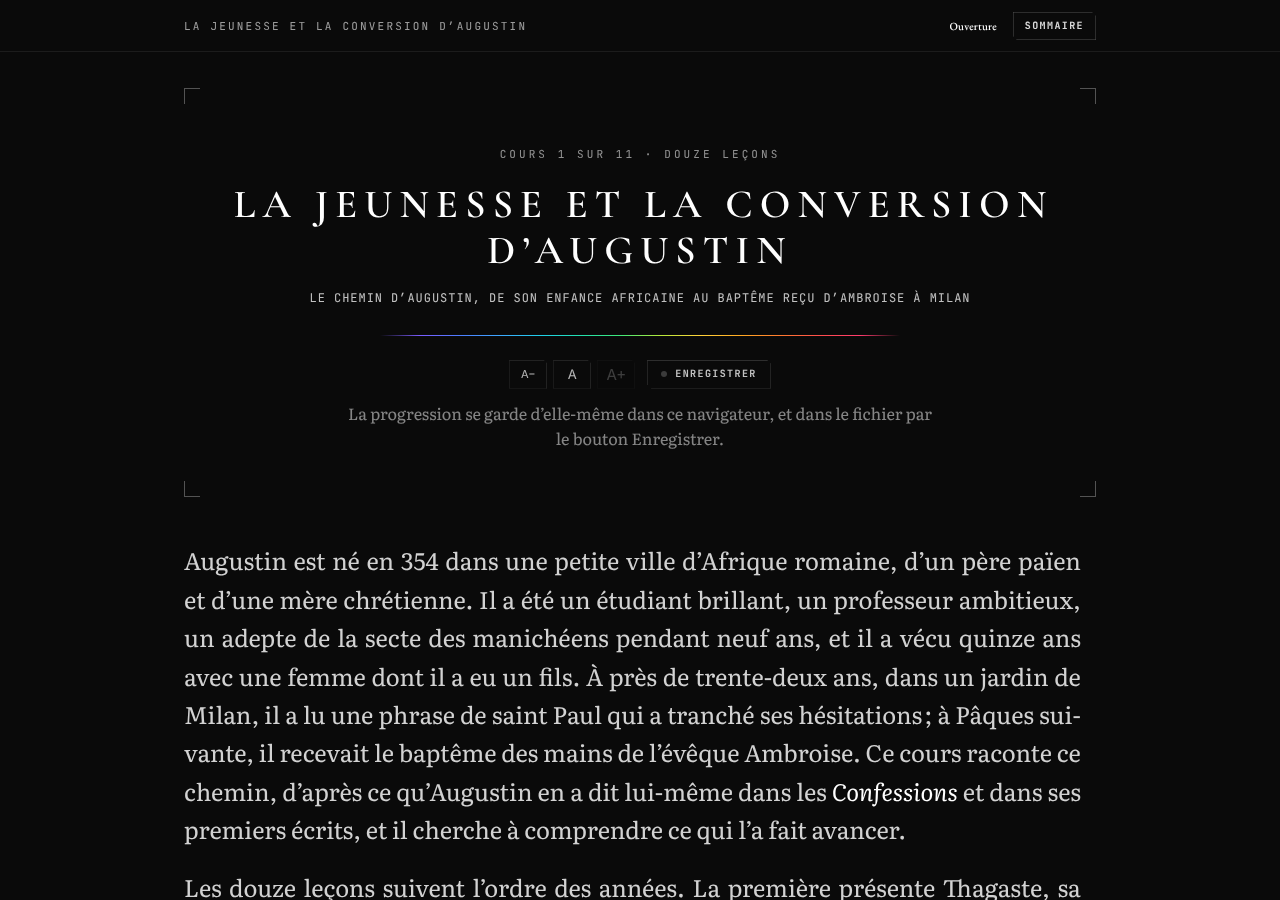 LA JEUNESSE ET LA CONVERSION D’AUGUSTIN
Ouverture
SOMMAIRE
COURS 1 SUR 11 · DOUZE LEÇONS
LA JEUNESSE ET LA CONVERSION
D’AUGUSTIN
LE CHEMIN D’AUGUSTIN, DE SON ENFANCE AFRICAINE AU BAPTÊME REÇU D’AMBROISE À MILAN
A−
A
A+
ENREGISTRER
La progression se garde d’elle-même dans ce navigateur, et dans le fichier par
le bouton Enregistrer.
Augustin est né en 354 dans une petite ville d’Afrique romaine, d’un père païen
et d’une mère chrétienne. Il a été un étudiant brillant, un professeur ambitieux,
un adepte de la secte des manichéens pendant neuf ans, et il a vécu quinze ans
avec une femme dont il a eu un fils. À près de trente-deux ans, dans un jardin de
Milan, il a lu une phrase de saint Paul qui a tranché ses hésitations ; à Pâques sui-
vante, il recevait le baptême des mains de l’évêque Ambroise. Ce cours raconte ce
chemin, d’après ce qu’Augustin en a dit lui-même dans les Confessions et dans ses
premiers écrits, et il cherche à comprendre ce qui l’a fait avancer.
Les douze leçons suivent l’ordre des années. La première présente Thagaste, sa